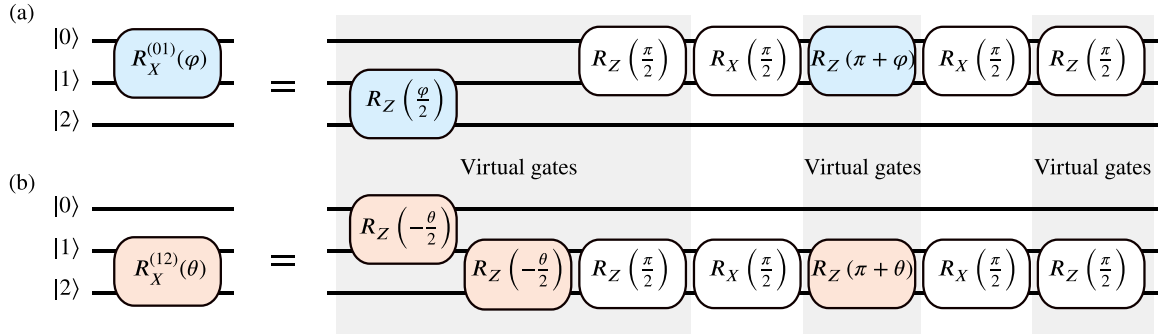 (a)
|0⟩
|1⟩
|2⟩
R_X^{(01)}(φ)
=
R_Z(φ/2)
R_Z(π/2)
R_X(π/2)
R_Z(π + φ)
R_X(π/2)
R_Z(π/2)
Virtual gates
Virtual gates
Virtual gates
(b)
|0⟩
|1⟩
|2⟩
R_X^{(12)}(θ)
=
R_Z(−θ/2)
R_Z(−θ/2)
R_Z(π/2)
R_X(π/2)
R_Z(π + θ)
R_X(π/2)
R_Z(π/2)